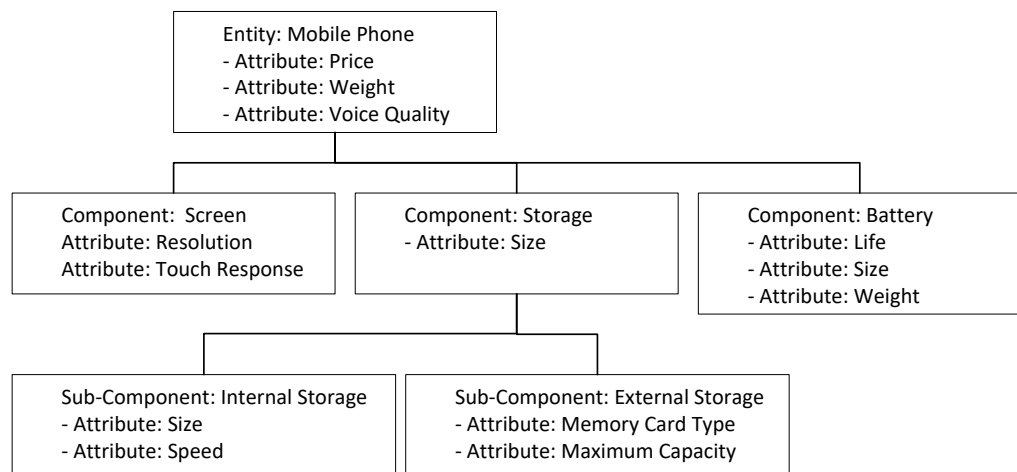 Entity: Mobile Phone
- Attribute: Price
- Attribute: Weight
- Attribute: Voice Quality
Component:  Screen
Attribute: Resolution
Attribute: Touch Response
Component: Storage
- Attribute: Size
Component: Battery
- Attribute: Life
- Attribute: Size
- Attribute: Weight
Sub-Component: Internal Storage
- Attribute: Size
- Attribute: Speed
Sub-Component: External Storage
- Attribute: Memory Card Type
- Attribute: Maximum Capacity